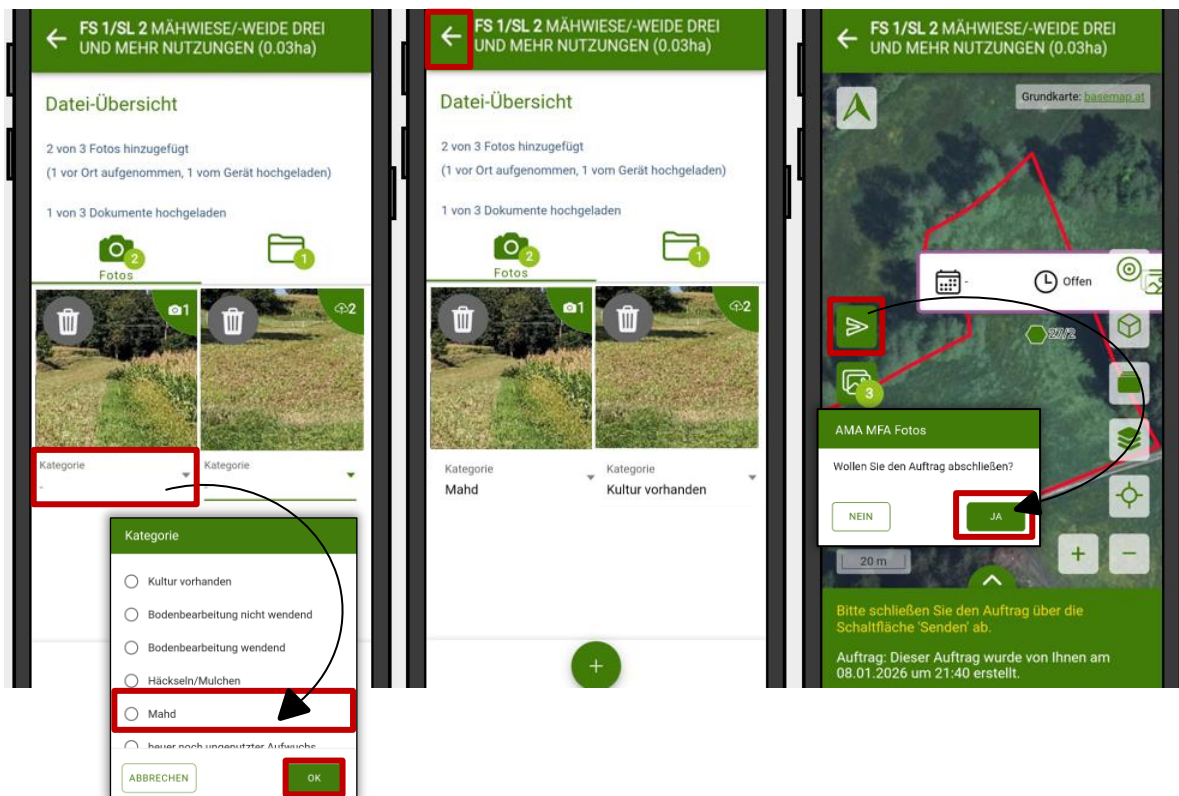 FS 1/SL 2 MÄHWIESE/-WEIDE DREI
UND MEHR NUTZUNGEN (0.03ha)
Datei-Übersicht
2 von 3 Fotos hinzugefügt
(1 vor Ort aufgenommen, 1 vom Gerät hochgeladen)
1 von 3 Dokumente hochgeladen
2
1
Fotos
1
2
Kategorie
-
Kategorie
-
Kategorie
Kultur vorhanden
Bodenbearbeitung nicht wendend
Bodenbearbeitung wendend
Häckseln/Mulchen
Mahd
heuer noch ungenutzter Aufwuchs
ABBRECHEN
OK
FS 1/SL 2 MÄHWIESE/-WEIDE DREI
UND MEHR NUTZUNGEN (0.03ha)
Datei-Übersicht
2 von 3 Fotos hinzugefügt
(1 vor Ort aufgenommen, 1 vom Gerät hochgeladen)
1 von 3 Dokumente hochgeladen
2
1
Fotos
1
2
Kategorie
Mahd
Kategorie
Kultur vorhanden
+
FS 1/SL 2 MÄHWIESE/-WEIDE DREI
UND MEHR NUTZUNGEN (0.03ha)
Grundkarte: basemap.at
-
Offen
27/2
3
AMA MFA Fotos
Wollen Sie den Auftrag abschließen?
NEIN
JA
20 m
+
−
Bitte schließen Sie den Auftrag über die
Schaltfläche 'Senden' ab.
Auftrag: Dieser Auftrag wurde von Ihnen am
08.01.2026 um 21:40 erstellt.